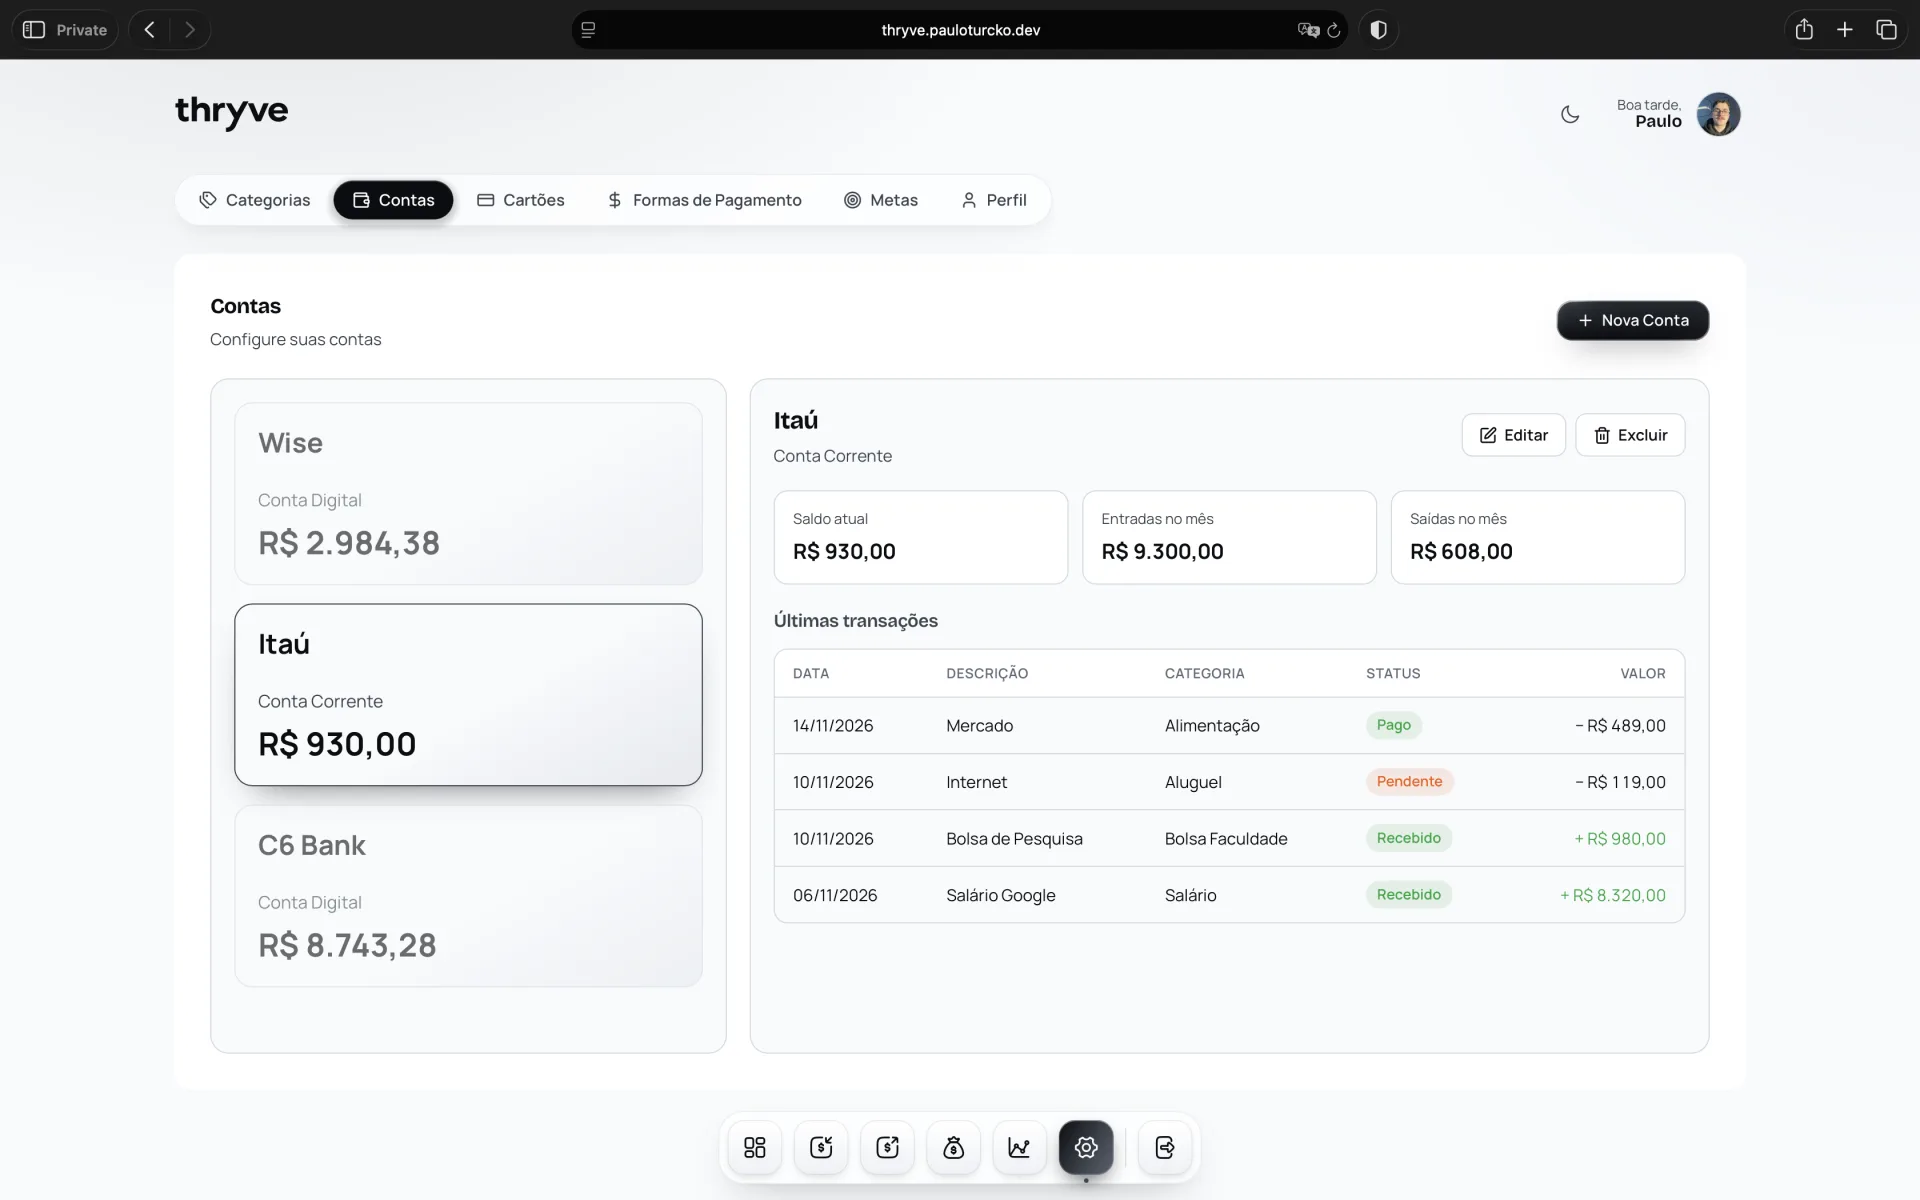 Private
thryve.pauloturcko.dev
thryve
Boa tarde,
Paulo
Categorias
Contas
Cartões
Formas de Pagamento
Metas
Perfil
Contas
Configure suas contas
Nova Conta
Wise
Conta Digital
R$ 2.984,38
Itaú
Conta Corrente
R$ 930,00
C6 Bank
Conta Digital
R$ 8.743,28
Itaú
Conta Corrente
Editar
Excluir
Saldo atual
R$ 930,00
Entradas no mês
R$ 9.300,00
Saídas no mês
R$ 608,00
Últimas transações
DATA DESCRIÇÃO CATEGORIA STATUS VALOR
14/11/2026 Mercado Alimentação Pago − R$ 489,00
10/11/2026 Internet Aluguel Pendente − R$ 119,00
10/11/2026 Bolsa de Pesquisa Bolsa Faculdade Recebido + R$ 980,00
06/11/2026 Salário Google Salário Recebido + R$ 8.320,00